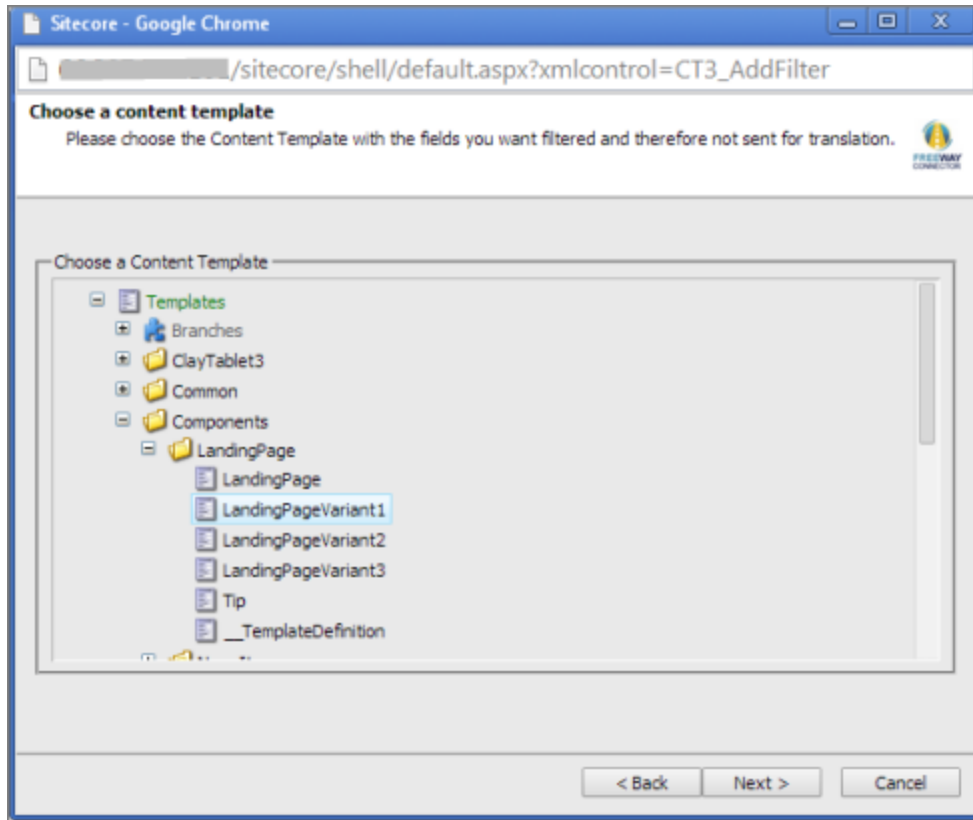 Sitecore - Google Chrome
/sitecore/shell/default.aspx?xmlcontrol=CT3_AddFilter
Choose a content template
Please choose the Content Template with the fields you want filtered and therefore not sent for translation.
FREEWAY
CONNECTOR
Choose a Content Template
Templates
Branches
ClayTablet3
Common
Components
LandingPage
LandingPage
LandingPageVariant1
LandingPageVariant2
LandingPageVariant3
Tip
__TemplateDefinition
< Back
Next >
Cancel